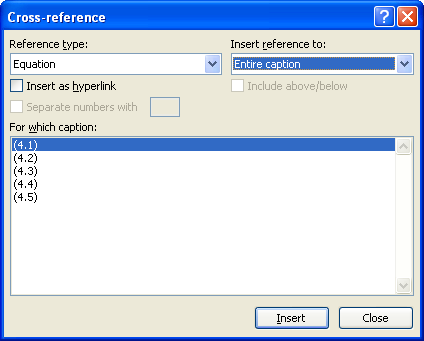 Cross-reference
Reference type:
Insert reference to:
Equation
Entire caption
Insert as hyperlink
Include above/below
Separate numbers with
For which caption:
(4.1)
(4.2)
(4.3)
(4.4)
(4.5)
Insert
Close